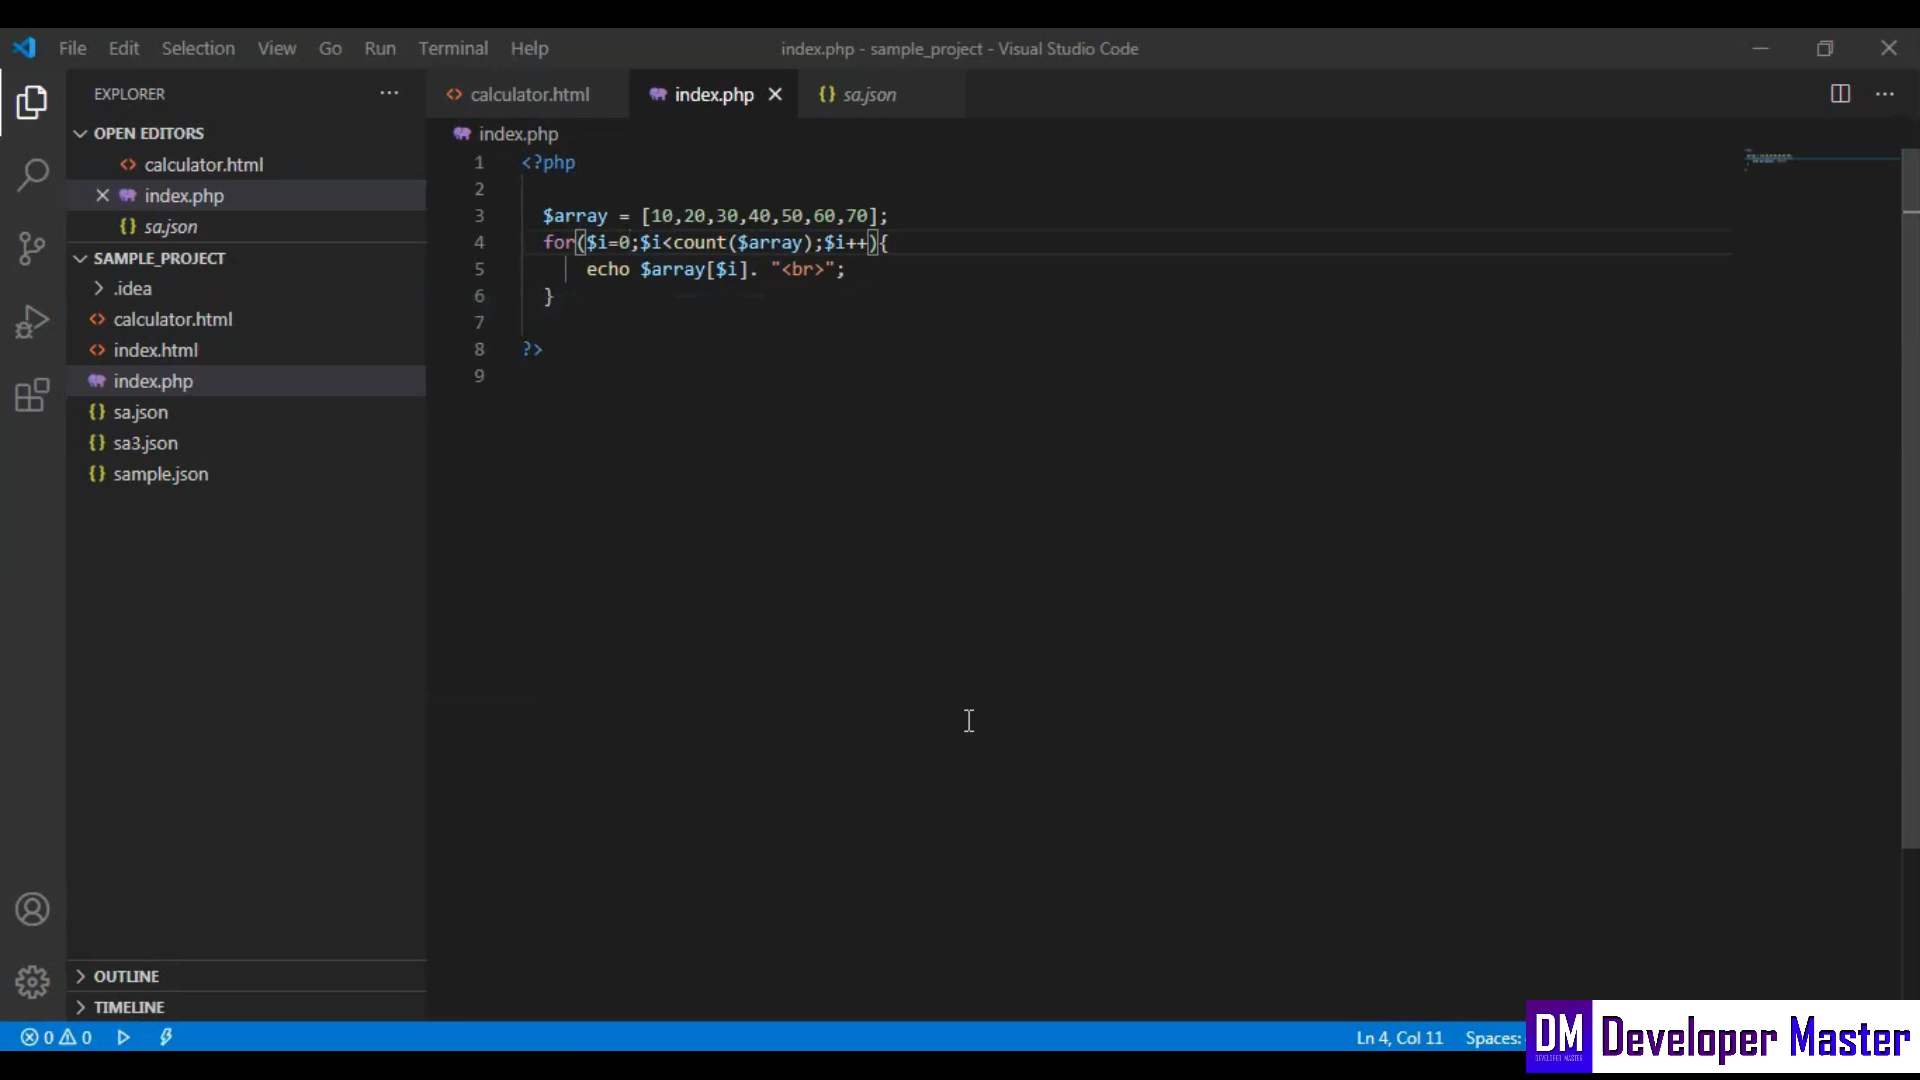 File Edit Selection View Go Run Terminal Help
index.php - sample_project - Visual Studio Code
EXPLORER
OPEN EDITORS
calculator.html
index.php
sa.json
SAMPLE_PROJECT
.idea
calculator.html
index.html
index.php
sa.json
sa3.json
sample.json
OUTLINE
TIMELINE
calculator.html index.php sa.json
index.php
1 <?php
2
3 $array = [10,20,30,40,50,60,70];
4 for($i=0;$i<count($array);$i++){
5 echo $array[$i]. "<br>";
6 }
7
8 ?>
9
0 0
Ln 4, Col 11 Spaces:
DM Developer Master
DEVELOPER MASTER